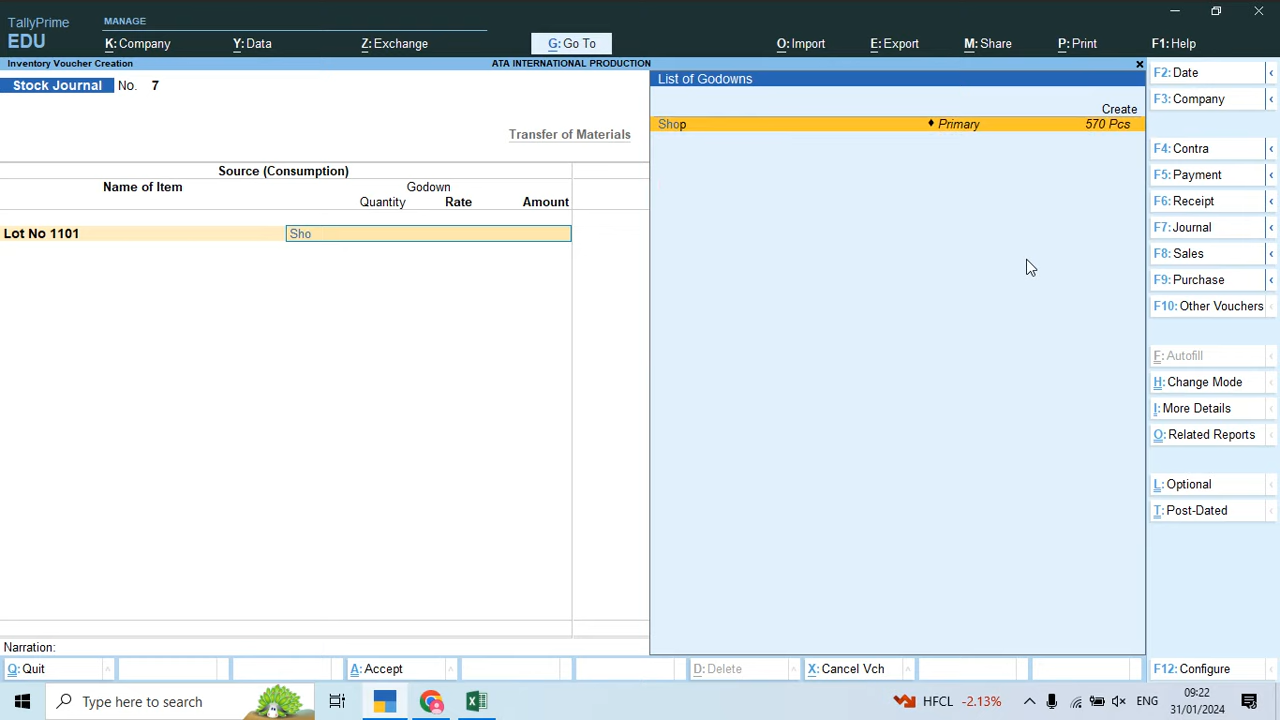 TallyPrime
EDU
MANAGE
K: Company
Y: Data
Z: Exchange
G: Go To
O: Import
E: Export
M: Share
P: Print
F1: Help
Inventory Voucher Creation
ATA INTERNATIONAL PRODUCTION
Stock Journal No. 7
Transfer of Materials
Source (Consumption)
Name of Item
Godown
Quantity Rate Amount
Lot No 1101
Sho
List of Godowns
Create
Shop ♦ Primary 570 Pcs
F2: Date
F3: Company
F4: Contra
F5: Payment
F6: Receipt
F7: Journal
F8: Sales
F9: Purchase
F10: Other Vouchers
F: Autofill
H: Change Mode
I: More Details
O: Related Reports
L: Optional
T: Post-Dated
Narration:
Q: Quit
A: Accept
D: Delete
X: Cancel Vch
F12: Configure
Type here to search
HFCL -2.13%
ENG
09:22
31/01/2024